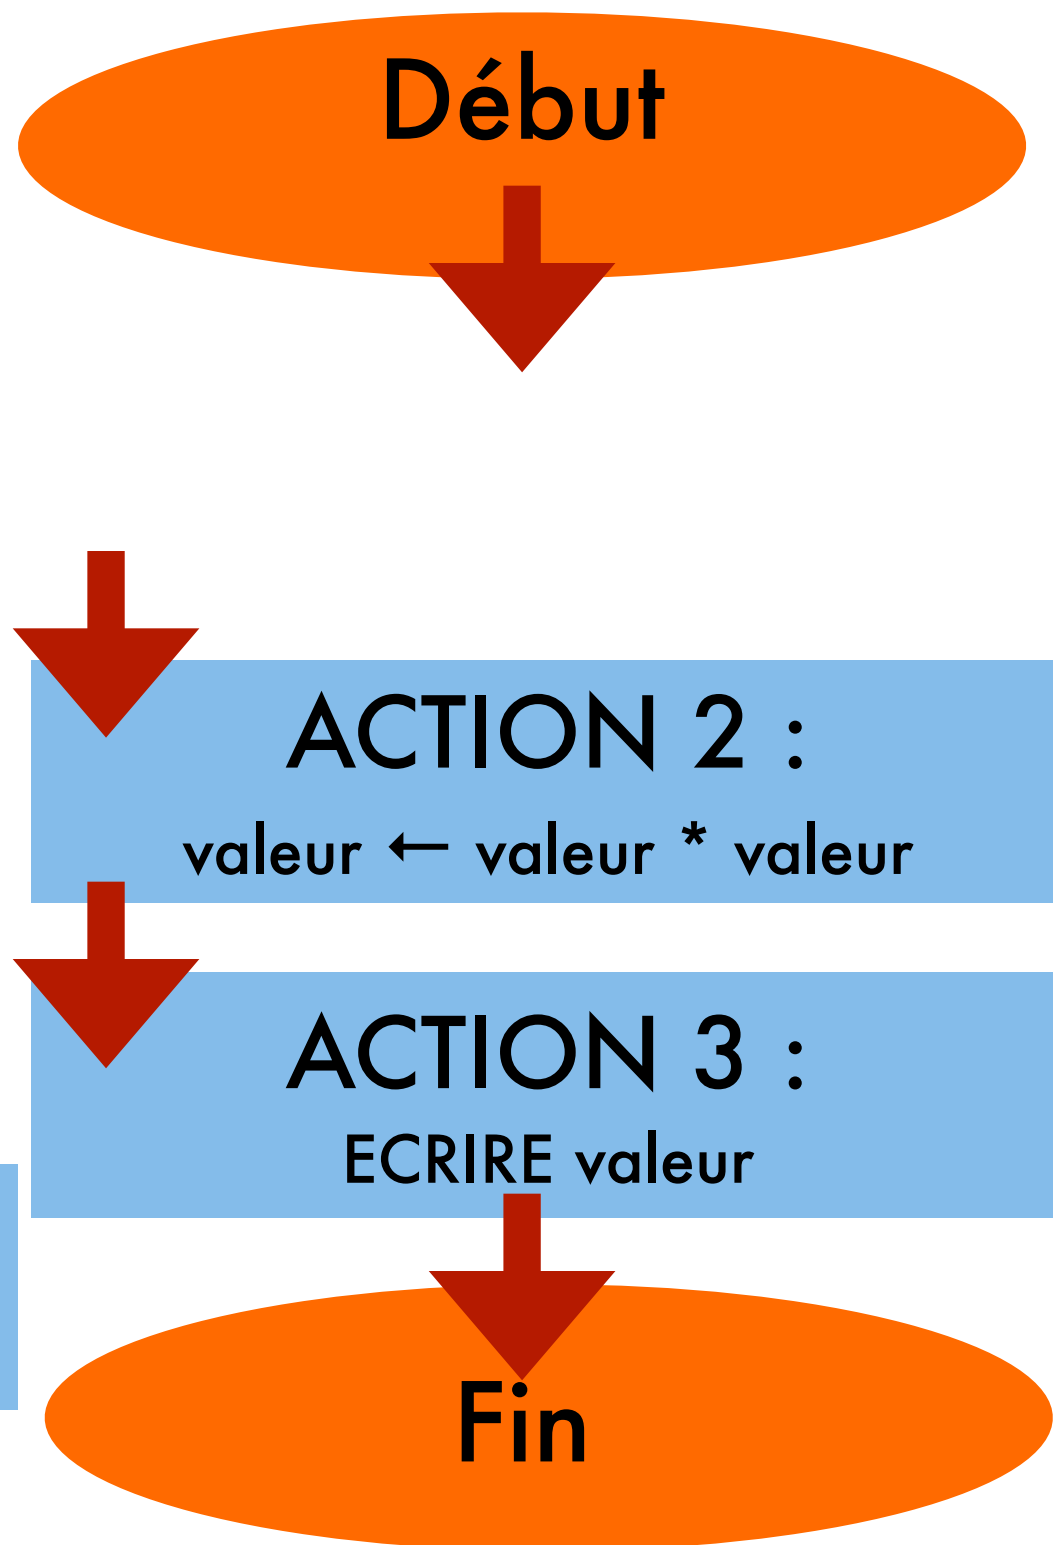 Début
ACTION 2 :
valeur ← valeur * valeur
ACTION 3 :
ECRIRE valeur
Fin